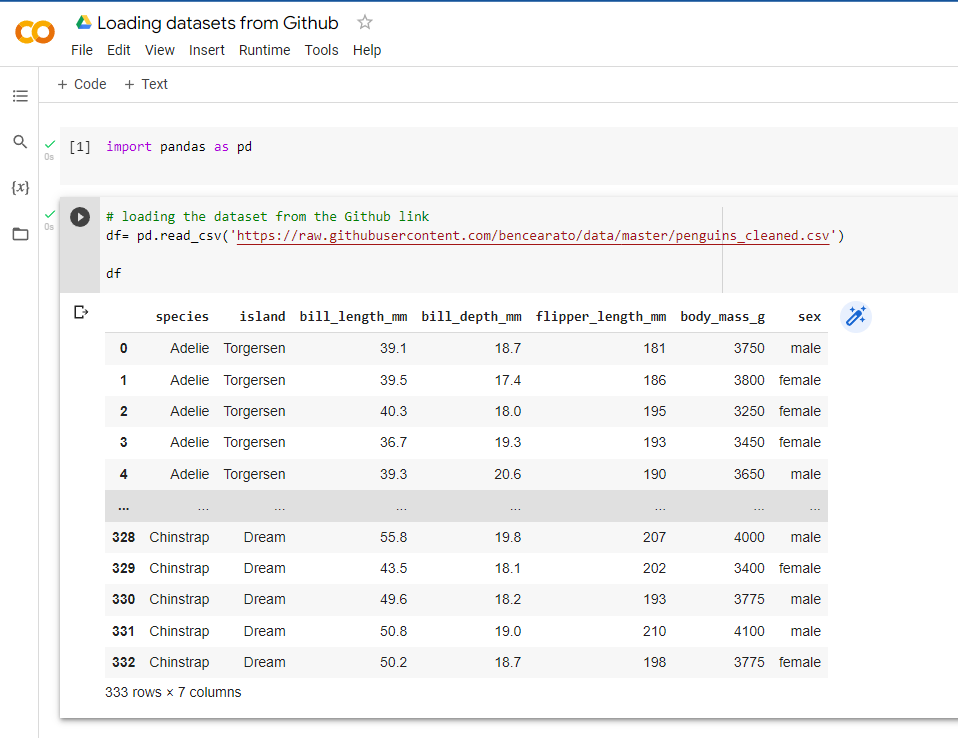 Loading datasets from Github
File Edit View Insert Runtime Tools Help
+ Code + Text
0s [1] import pandas as pd
{x}
0s
# loading the dataset from the Github link
df= pd.read_csv('https://raw.githubusercontent.com/bencearato/data/master/penguins_cleaned.csv')
df
species island bill_length_mm bill_depth_mm flipper_length_mm body_mass_g sex
0 Adelie Torgersen 39.1 18.7 181 3750 male
1 Adelie Torgersen 39.5 17.4 186 3800 female
2 Adelie Torgersen 40.3 18.0 195 3250 female
3 Adelie Torgersen 36.7 19.3 193 3450 female
4 Adelie Torgersen 39.3 20.6 190 3650 male
... ... ... ... ... ... ... ...
328 Chinstrap Dream 55.8 19.8 207 4000 male
329 Chinstrap Dream 43.5 18.1 202 3400 female
330 Chinstrap Dream 49.6 18.2 193 3775 male
331 Chinstrap Dream 50.8 19.0 210 4100 male
332 Chinstrap Dream 50.2 18.7 198 3775 female
333 rows × 7 columns